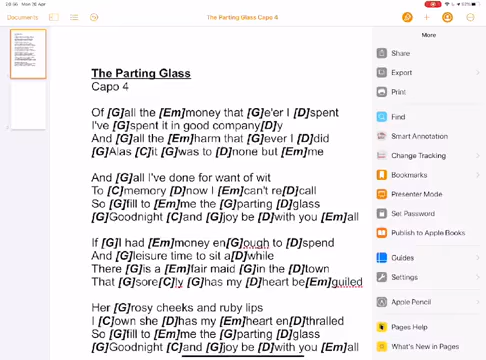 08:56 Mon 26 Apr
Documents
The Parting Glass Capo 4
The Parting Glass
Capo 4
Of [G]all the [Em]money that [G]e'er I [D]spent
I've [G]spent it in good company[D]y
And [G]all the [Em]harm that [G]ever I [D]did
[G]Alas [C]it [G]was to [D]none but [Em]me
And [G]all I've done for want of wit
To [C]memory [D]now I [Em]can't re[D]call
So [G]fill to [Em]me the [G]parting [D]glass
[G]Goodnight [C]and [G]joy be [D]with you [Em]all
If [G]I had [Em]money en[G]ough to [D]spend
And [G]leisure time to sit a[D]while
There [G]is a [Em]fair maid [G]in the [D]town
That [G]sore[C]ly [G]has my [D]heart be[Em]guiled
Her [G]rosy cheeks and ruby lips
I [C]own she [D]has my [Em]heart en[D]thralled
So [G]fill to [Em]me the [G]parting [D]glass
[G]Goodnight [C]and [G]joy be [D]with you [Em]all
More
Share
Export
Print
Find
Smart Annotation
Change Tracking
Bookmarks
Presenter Mode
Set Password
Publish to Apple Books
Guides
Settings
Apple Pencil
Pages Help
What's New in Pages